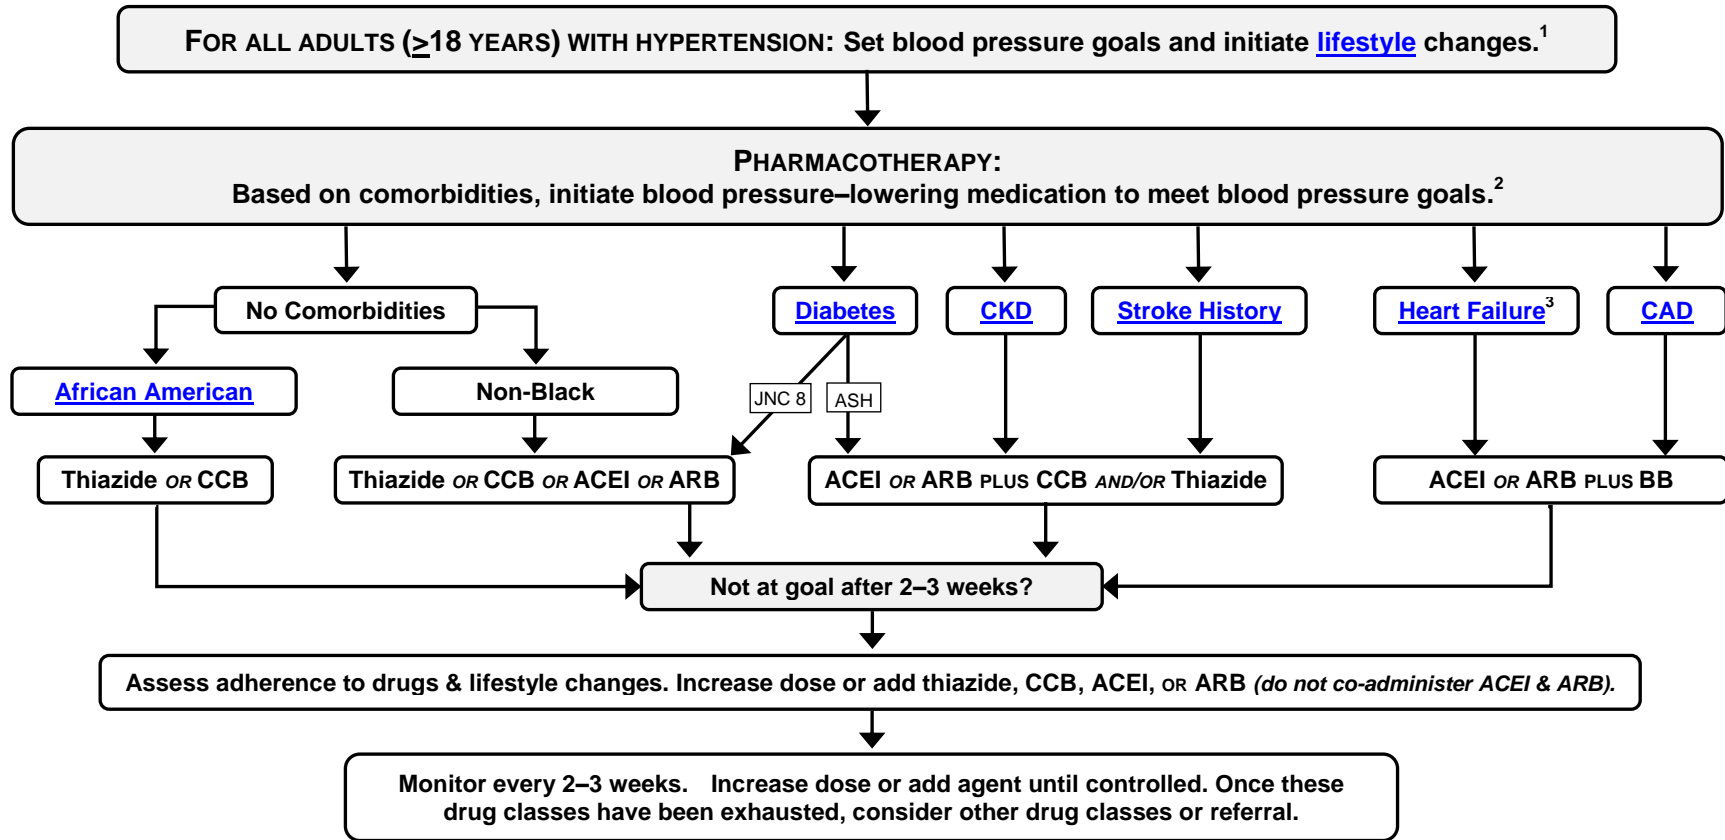 FOR ALL ADULTS (≥18 YEARS) WITH HYPERTENSION: Set blood pressure goals and initiate lifestyle changes.1
PHARMACOTHERAPY:
Based on comorbidities, initiate blood pressure–lowering medication to meet blood pressure goals.2
No Comorbidities
Diabetes
CKD
Stroke History
Heart Failure3
CAD
African American
Non-Black
JNC 8
ASH
Thiazide OR CCB
Thiazide OR CCB OR ACEI OR ARB
ACEI OR ARB PLUS CCB AND/OR Thiazide
ACEI OR ARB PLUS BB
Not at goal after 2–3 weeks?
Assess adherence to drugs & lifestyle changes. Increase dose or add thiazide, CCB, ACEI, OR ARB (do not co-administer ACEI & ARB).
Monitor every 2–3 weeks. Increase dose or add agent until controlled. Once these
drug classes have been exhausted, consider other drug classes or referral.